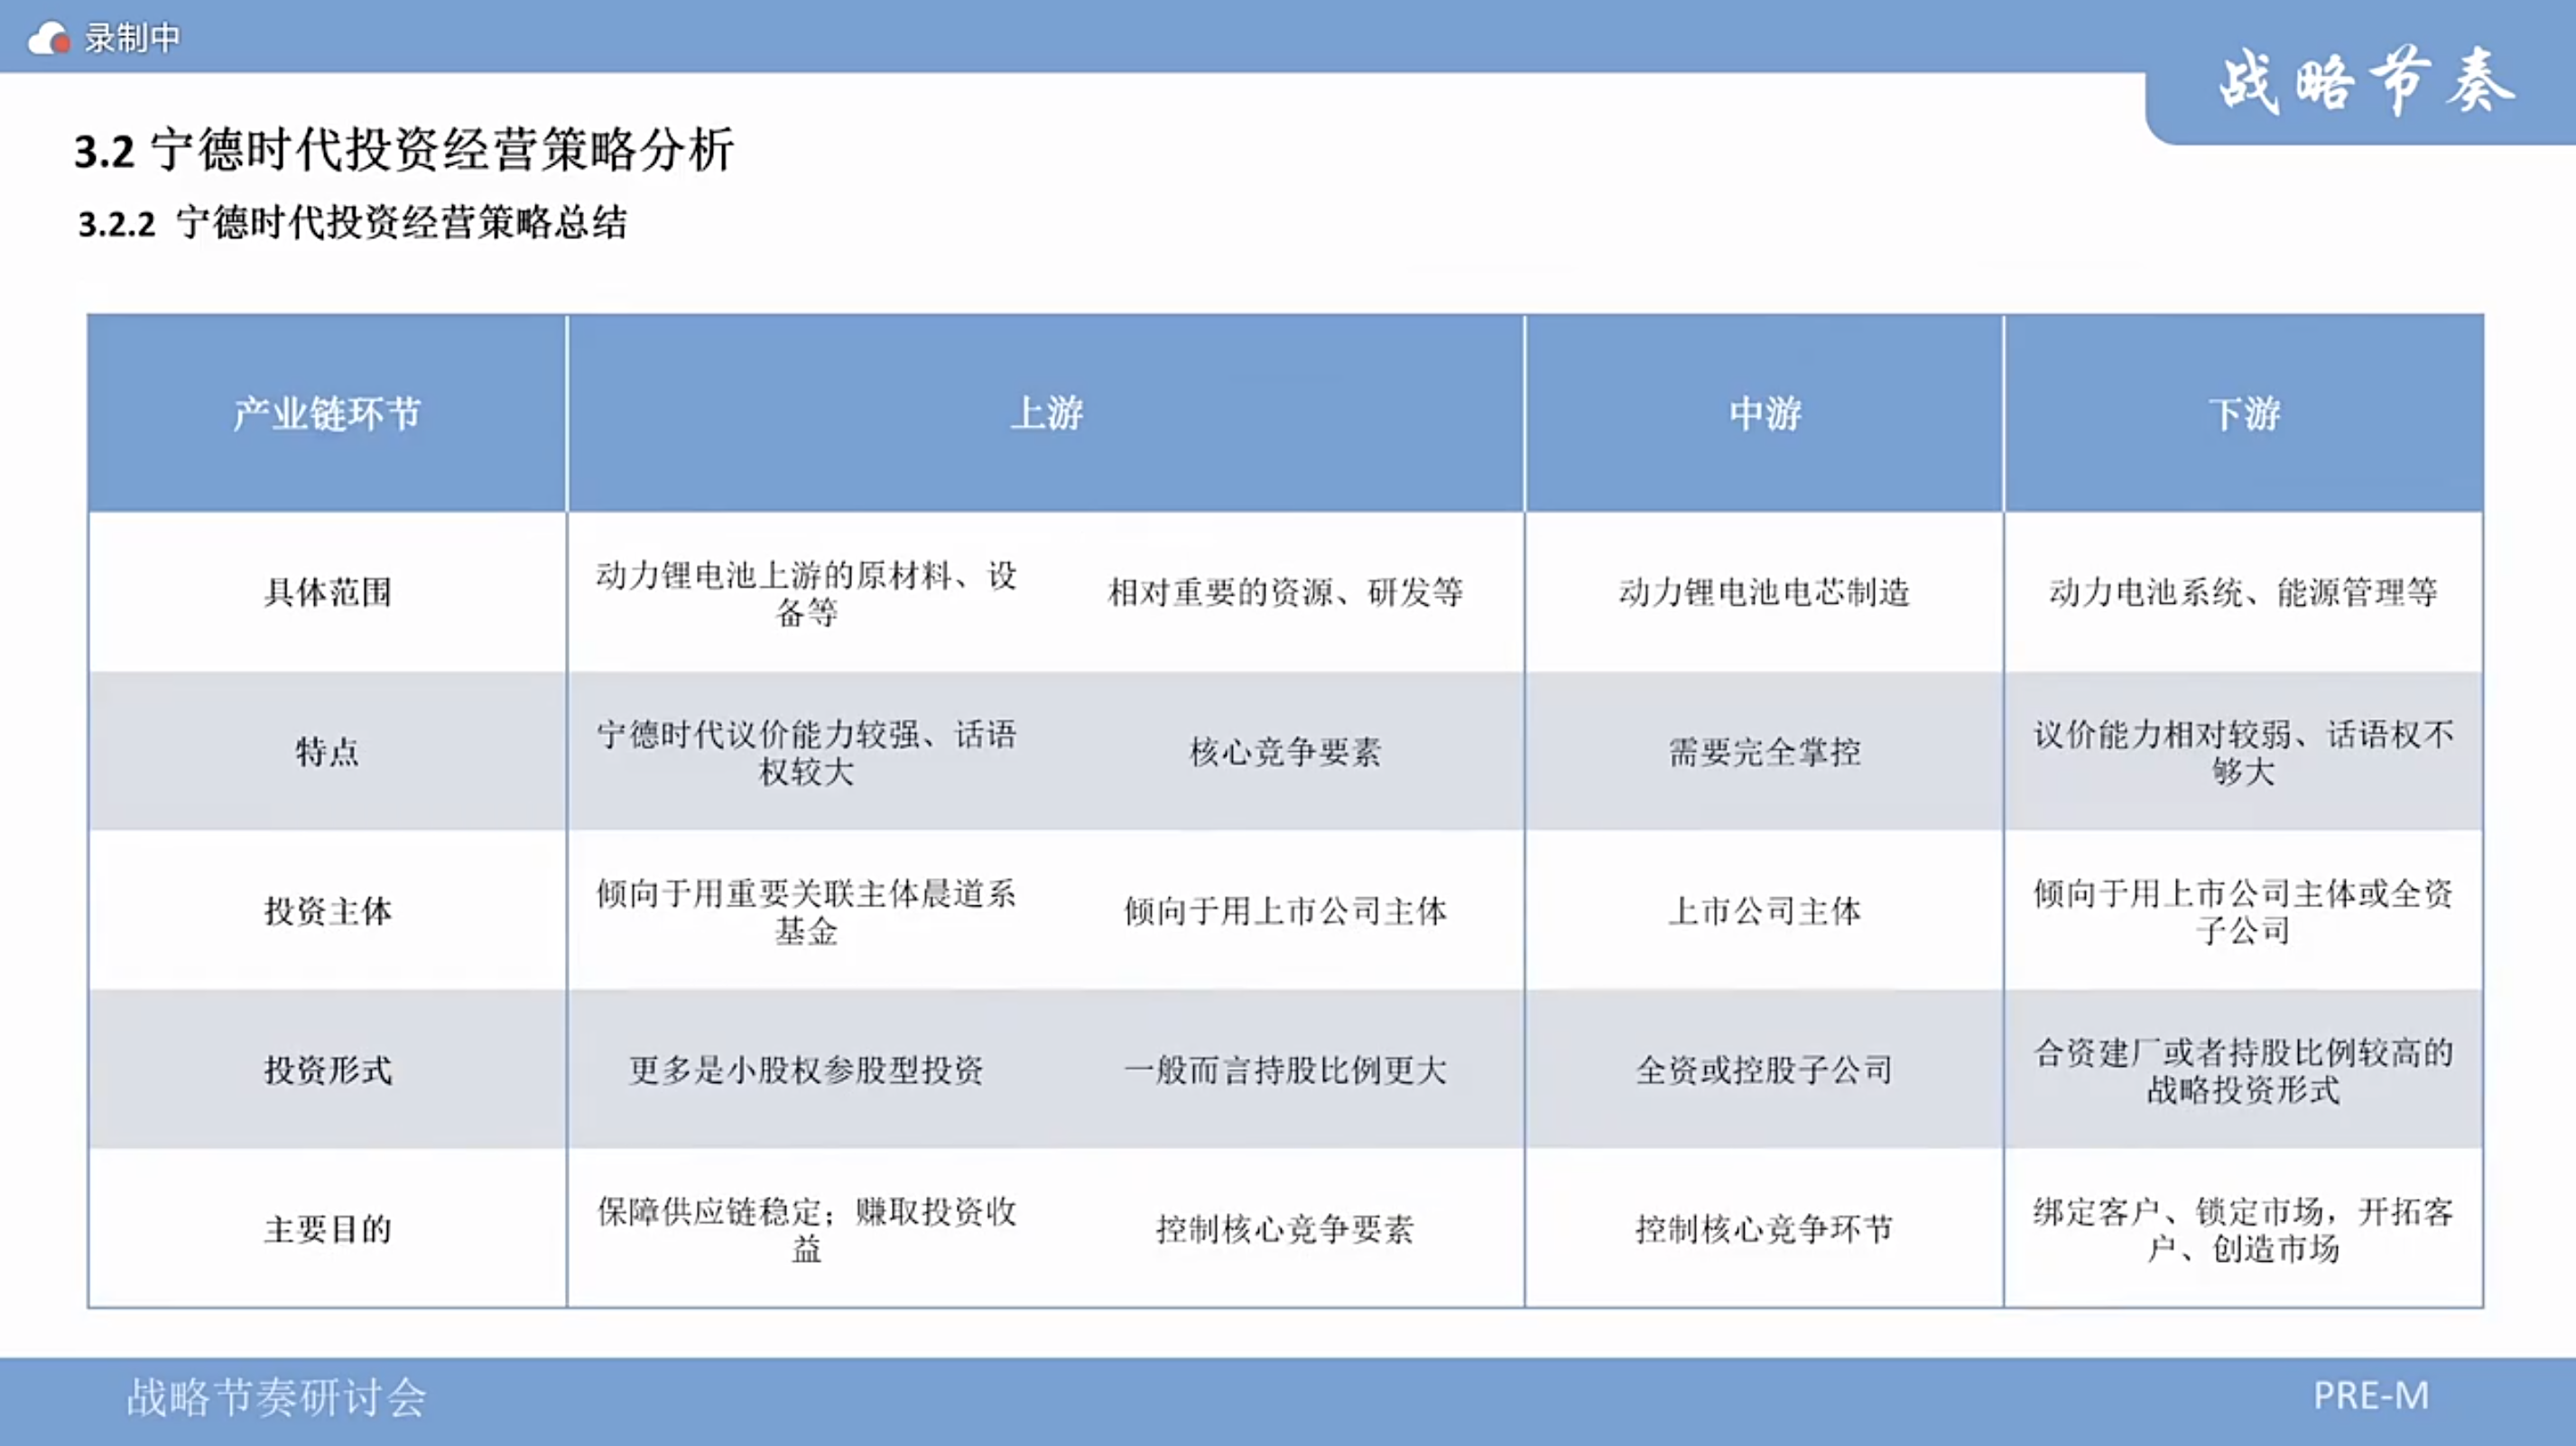 录制中
战略节奏
3.2 宁德时代投资经营策略分析
3.2.2 宁德时代投资经营策略总结
产业链环节 上游 中游 下游
具体范围
动力锂电池上游的原材料、设
备等
相对重要的资源、研发等
动力锂电池电芯制造
动力电池系统、能源管理等
特点
宁德时代议价能力较强、话语
权较大
核心竞争要素
需要完全掌控
议价能力相对较弱、话语权不
够大
投资主体
倾向于用重要关联主体晨道系
基金
倾向于用上市公司主体
上市公司主体
倾向于用上市公司主体或全资
子公司
投资形式
更多是小股权参股型投资
一般而言持股比例更大
全资或控股子公司
合资建厂或者持股比例较高的
战略投资形式
主要目的
保障供应链稳定；赚取投资收
益
控制核心竞争要素
控制核心竞争环节
绑定客户、锁定市场，开拓客
户、创造市场
战略节奏研讨会
PRE-M